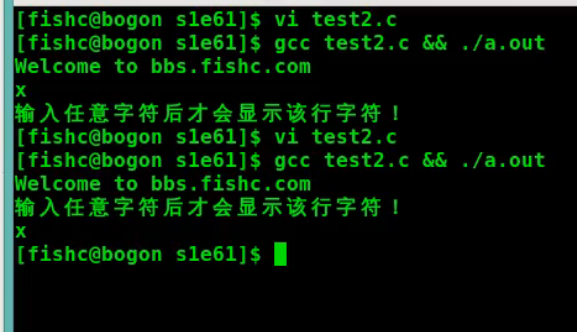 [fishc@bogon s1e61]$ vi test2.c
[fishc@bogon s1e61]$ gcc test2.c && ./a.out
Welcome to bbs.fishc.com
x
输入任意字符后才会显示该行字符！
[fishc@bogon s1e61]$ vi test2.c
[fishc@bogon s1e61]$ gcc test2.c && ./a.out
Welcome to bbs.fishc.com
输入任意字符后才会显示该行字符！
x
[fishc@bogon s1e61]$